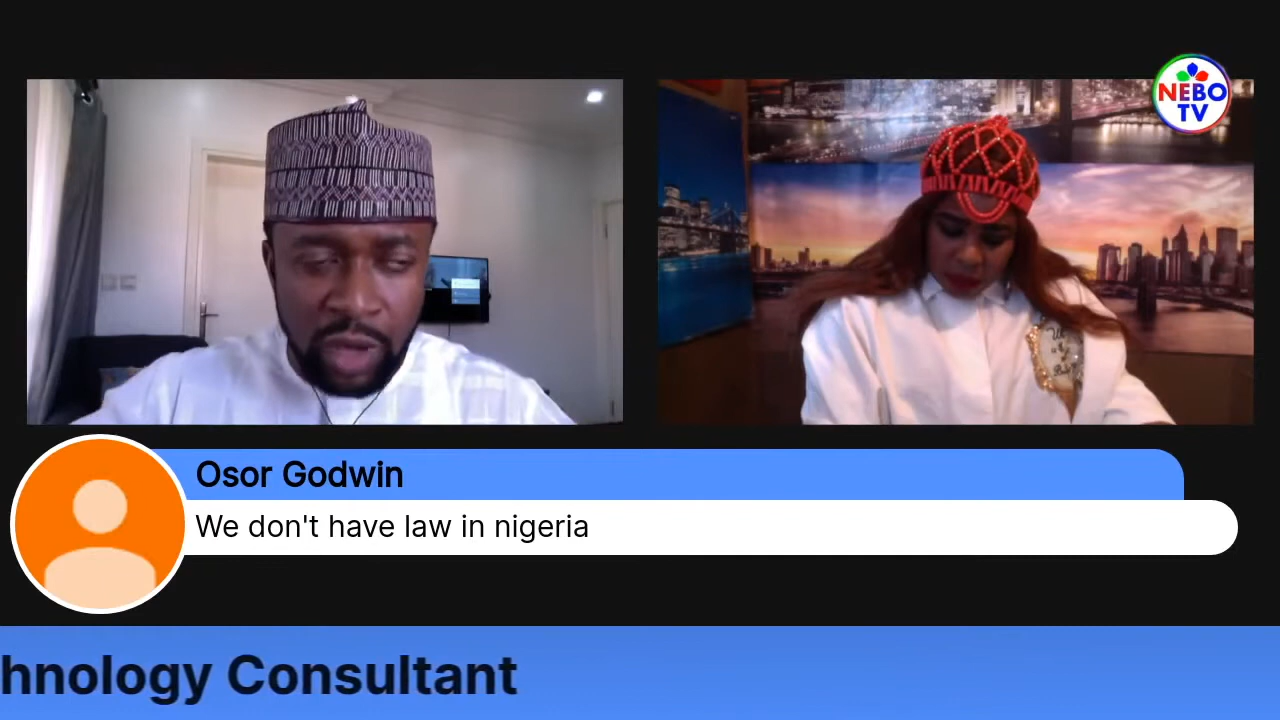 NEBO
TV
Osor Godwin
We don't have law in nigeria
hnology Consultant